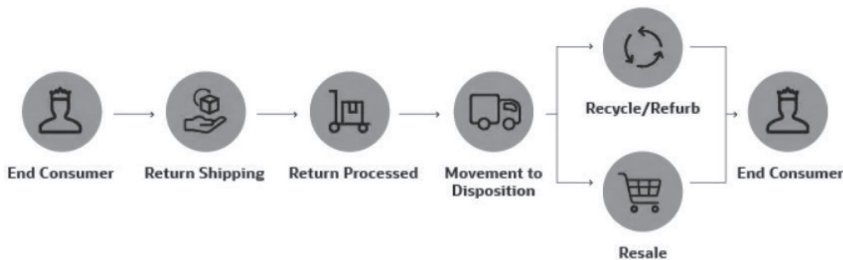 End Consumer
Return Shipping
Return Processed
Movement to
Disposition
Recycle/Refurb
Resale
End Consumer